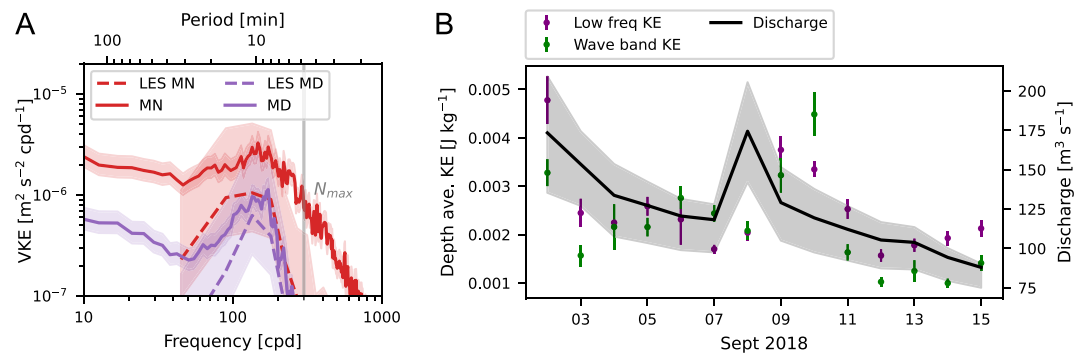 A
Period [min]
100 10
10⁻⁵
10⁻⁶
10⁻⁷
VKE [m² s⁻² cpd⁻¹]
LES MN LES MD
MN MD
Nmax
10 100 1000
Frequency [cpd]
B
Low freq KE Discharge
Wave band KE
0.005
0.004
0.003
0.002
0.001
Depth ave. KE [J kg⁻¹]
200
175
150
125
100
75
Discharge [m³ s⁻¹]
03 05 07 09 11 13 15
Sept 2018